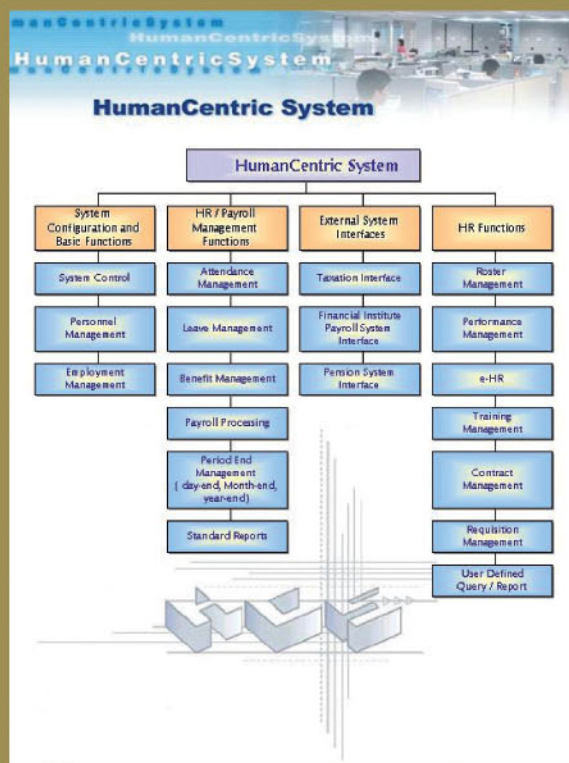 umanCentricSystem
HumanCentricSystem
HumanCentricSystem
umanCentricSystem
HumanCentric System
HumanCentric System
System
Configuration and
Basic Functions
System Control
Personnel
Management
Employment
Management
HR / Payroll
Management
Functions
Attendance
Management
Leave Management
Benefit Management
Payroll Processing
Period End
Management
( day-end, Month-end,
year-end)
Standard Reports
External System
Interfaces
Taxation Interface
Financial Institute
Payroll System
Interface
Pension System
Interface
HR Functions
Roster
Management
Performance
Management
e-HR
Training
Management
Contract
Management
Requisition
Management
User Defined
Query / Report